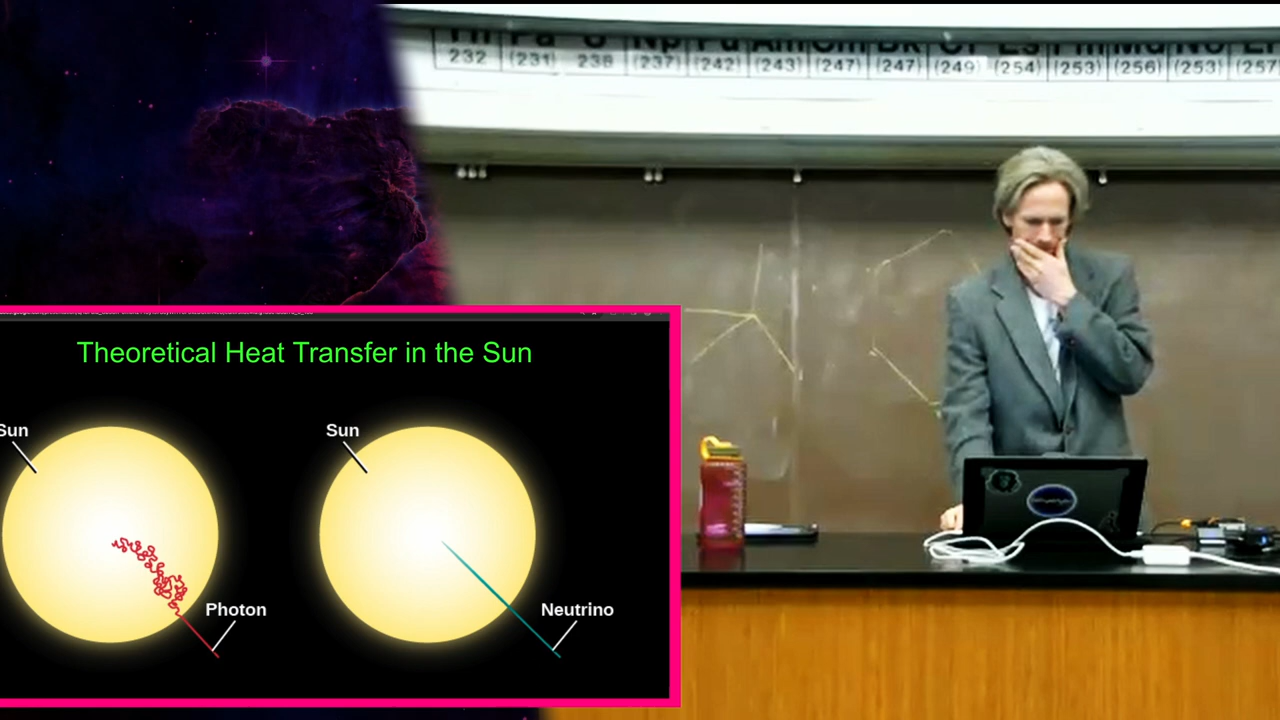 232 (231) 238 (237) (242) (243) (247) (247) (249) (254) (253) (256) (253) (257)
Theoretical Heat Transfer in the Sun
Sun Sun
Photon Neutrino